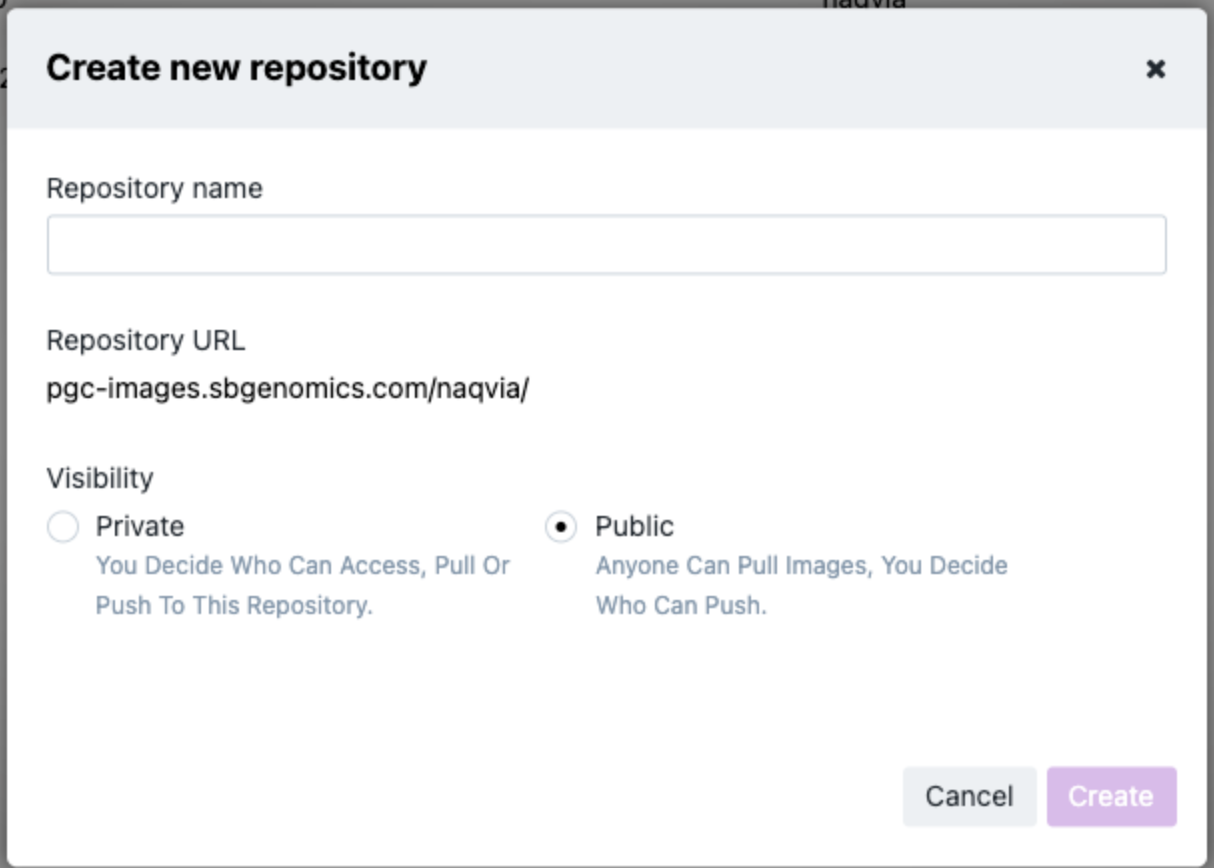 naqvia
Create new repository
Repository name
Repository URL
pgc-images.sbgenomics.com/naqvia/
Visibility
Private
Public
You Decide Who Can Access, Pull Or
Push To This Repository.
Anyone Can Pull Images, You Decide
Who Can Push.
Cancel
Create